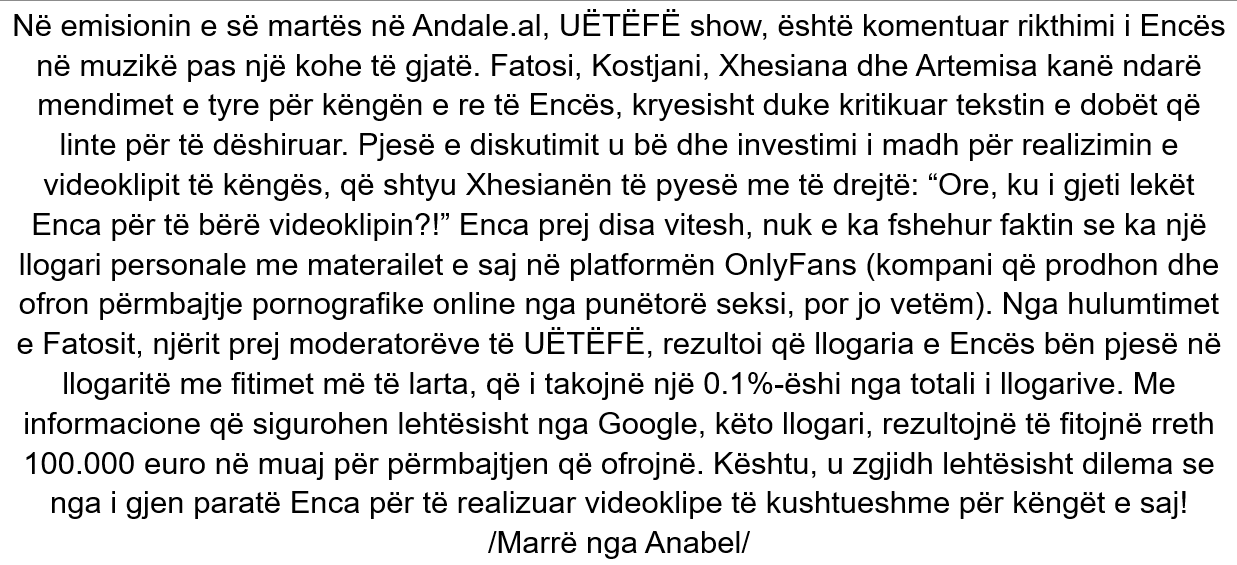 Në emisionin e së martës në Andale.al, UËTËFË show, është komentuar rikthimi i Encës
në muzikë pas një kohe të gjatë. Fatosi, Kostjani, Xhesiana dhe Artemisa kanë ndarë
mendimet e tyre për këngën e re të Encës, kryesisht duke kritikuar tekstin e dobët që
linte për të dëshiruar. Pjesë e diskutimit u bë dhe investimi i madh për realizimin e
videoklipit të këngës, që shtyu Xhesianën të pyesë me të drejtë: “Ore, ku i gjeti lekët
Enca për të bërë videoklipin?!” Enca prej disa vitesh, nuk e ka fshehur faktin se ka një
llogari personale me materailet e saj në platformën OnlyFans (kompani që prodhon dhe
ofron përmbajtje pornografike online nga punëtorë seksi, por jo vetëm). Nga hulumtimet
e Fatosit, njërit prej moderatorëve të UËTËFË, rezultoi që llogaria e Encës bën pjesë në
llogaritë me fitimet më të larta, që i takojnë një 0.1%-ëshi nga totali i llogarive. Me
informacione që sigurohen lehtësisht nga Google, këto llogari, rezultojnë të fitojnë rreth
100.000 euro në muaj për përmbajtjen që ofrojnë. Kështu, u zgjidh lehtësisht dilema se
nga i gjen paratë Enca për të realizuar videoklipe të kushtueshme për këngët e saj!
/Marrë nga Anabel/